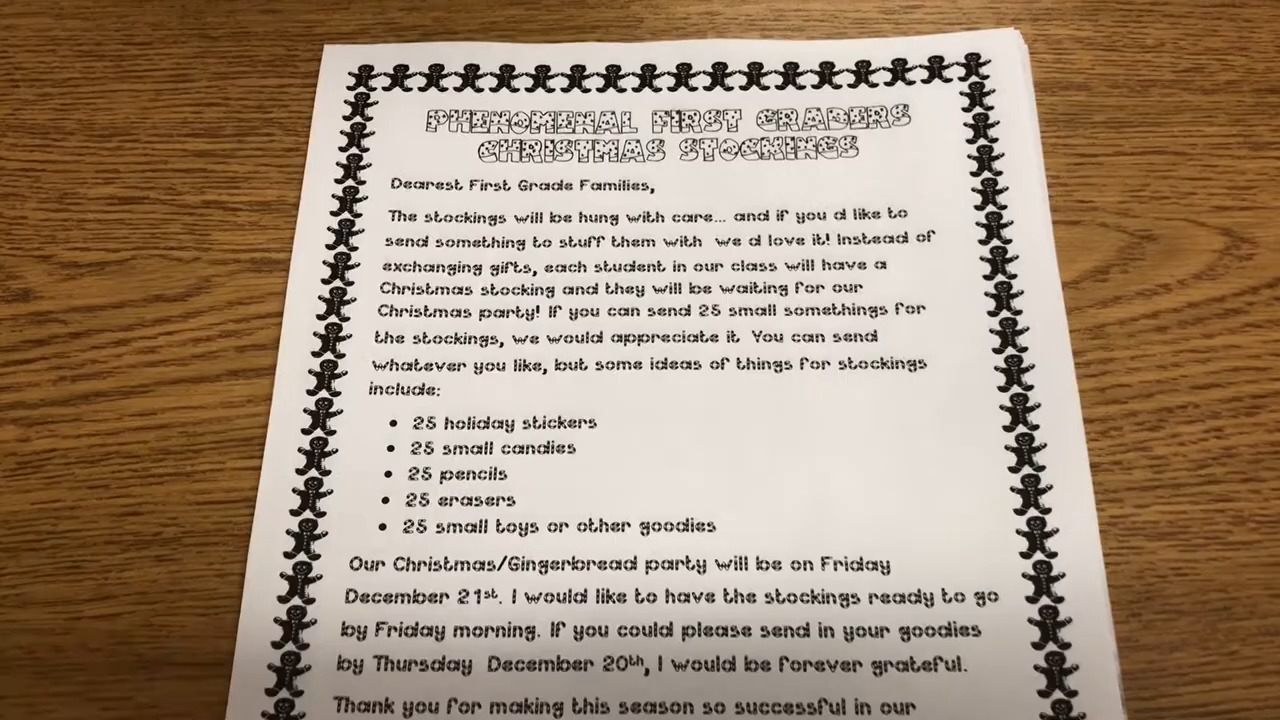 PHENOMENAL FIRST GRADERS
CHRISTMAS STOCKINGS
Dearest First Grade Families,
The stockings will be hung with care... and if you d like to
send something to stuff them with we d love it! Instead of
exchanging gifts, each student in our class will have a
Christmas stocking and they will be waiting for our
Christmas party! If you can send 25 small somethings for
the stockings, we would appreciate it You can send
whatever you like, but some ideas of things for stockings
include:
• 25 holiday stickers
• 25 small candies
• 25 pencils
• 25 erasers
• 25 small toys or other goodies
Our Christmas/Gingerbread party will be on Friday
December 21st. I would like to have the stockings ready to go
by Friday morning. If you could please send in your goodies
by Thursday December 20th, I would be forever grateful.
Thank you for making this season so successful in our